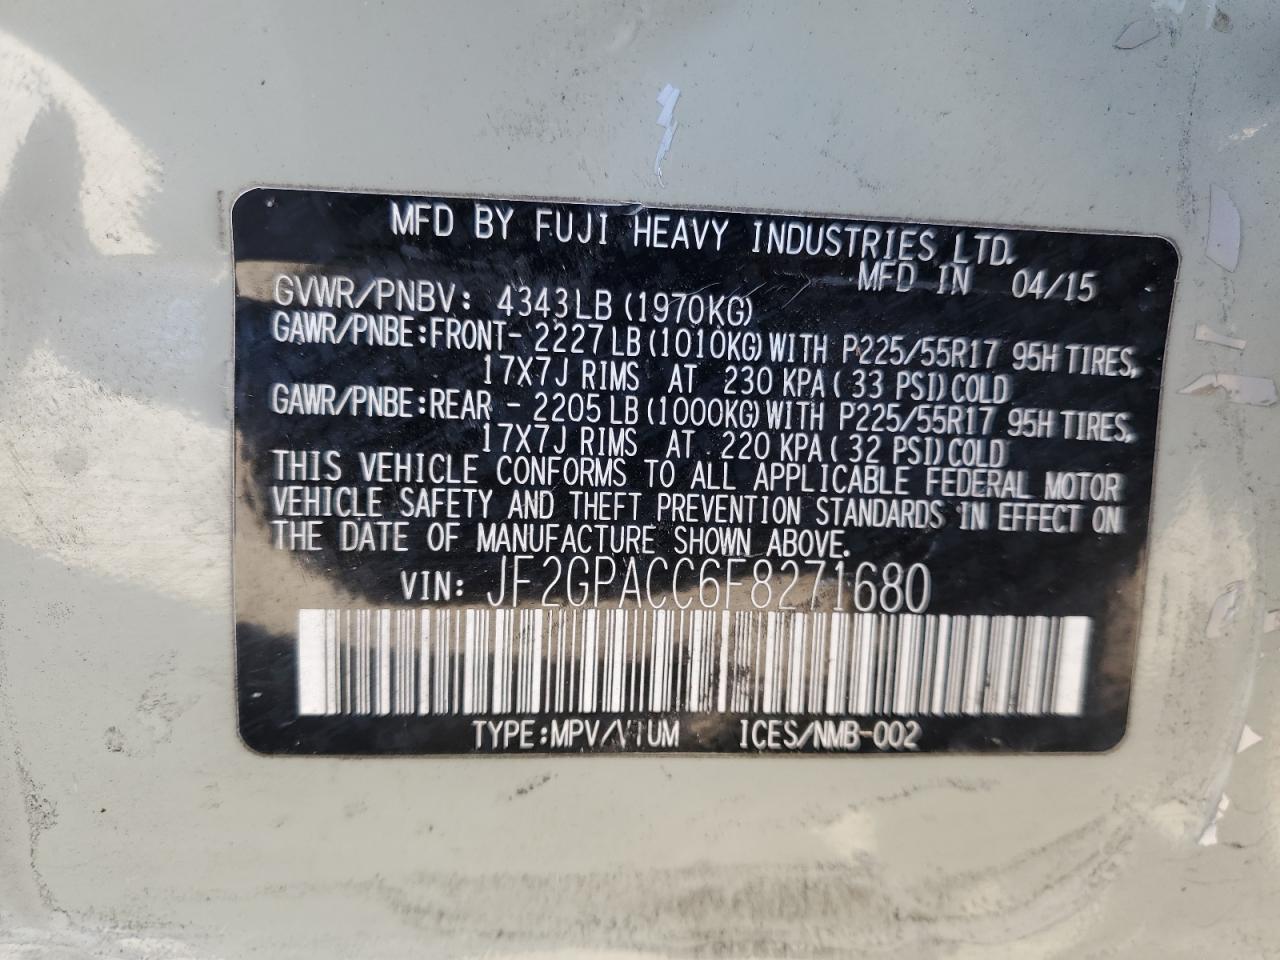 MFD BY FUJI HEAVY INDUSTRIES LTD.
MFD IN 04/15
GVWR/PNBV: 4343LB (1970KG)
GAWR/PNBE:FRONT- 2227LB (1010KG) WITH P225/55R17 95H TIRES,
17X7J RIMS AT 230 KPA ( 33 PSI) COLD
GAWR/PNBE:REAR - 2205LB (1000KG) WITH P225/55R17 95H TIRES,
17X7J RIMS AT 220 KPA ( 32 PSI) COLD
THIS VEHICLE CONFORMS TO ALL APPLICABLE FEDERAL MOTOR
VEHICLE SAFETY AND THEFT PREVENTION STANDARDS IN EFFECT ON
THE DATE OF MANUFACTURE SHOWN ABOVE.
VIN: JF2GPACC6F8271680
TYPE:MPV/VTUM ICES/NMB-002